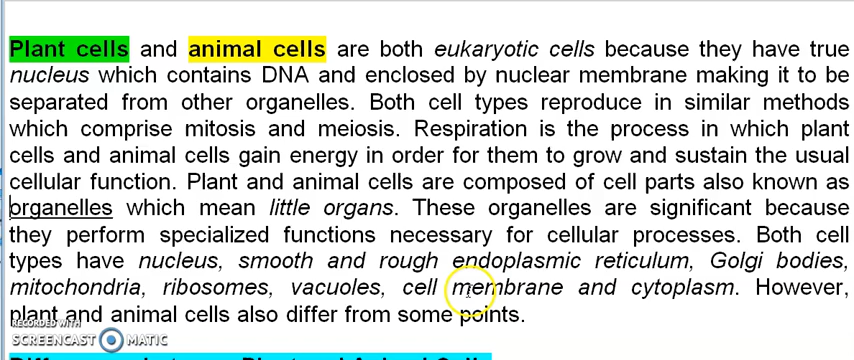 Plant cells and animal cells are both eukaryotic cells because they have true
nucleus which contains DNA and enclosed by nuclear membrane making it to be
separated from other organelles. Both cell types reproduce in similar methods
which comprise mitosis and meiosis. Respiration is the process in which plant
cells and animal cells gain energy in order for them to grow and sustain the usual
cellular function. Plant and animal cells are composed of cell parts also known as
organelles which mean little organs. These organelles are significant because
they perform specialized functions necessary for cellular processes. Both cell
types have nucleus, smooth and rough endoplasmic reticulum, Golgi bodies,
mitochondria, ribosomes, vacuoles, cell membrane and cytoplasm. However,
plant and animal cells also differ from some points.
RECORDED WITH
SCREENCAST MATIC